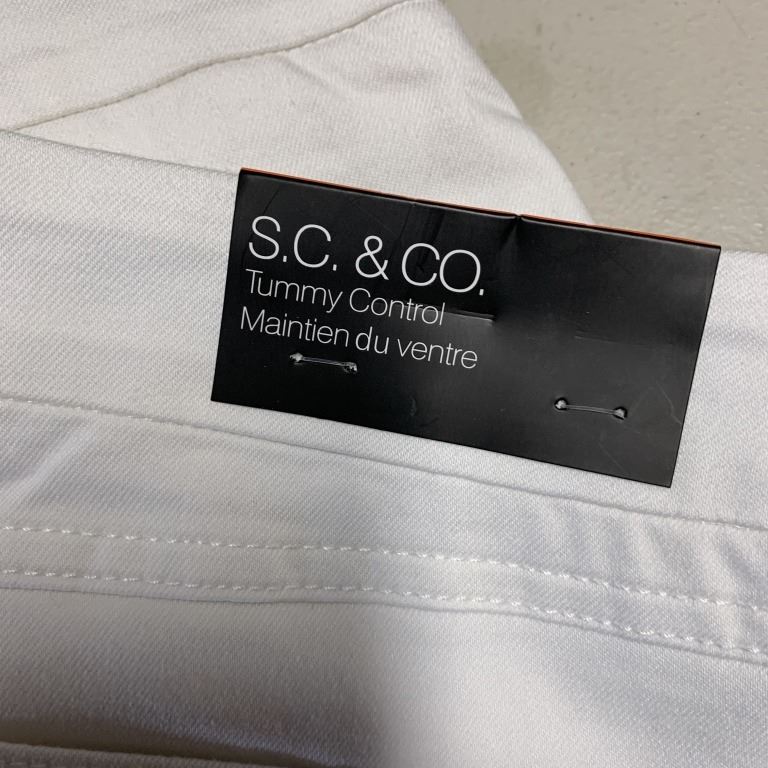 S.C. & CO.
Tummy Control
Maintien du ventre